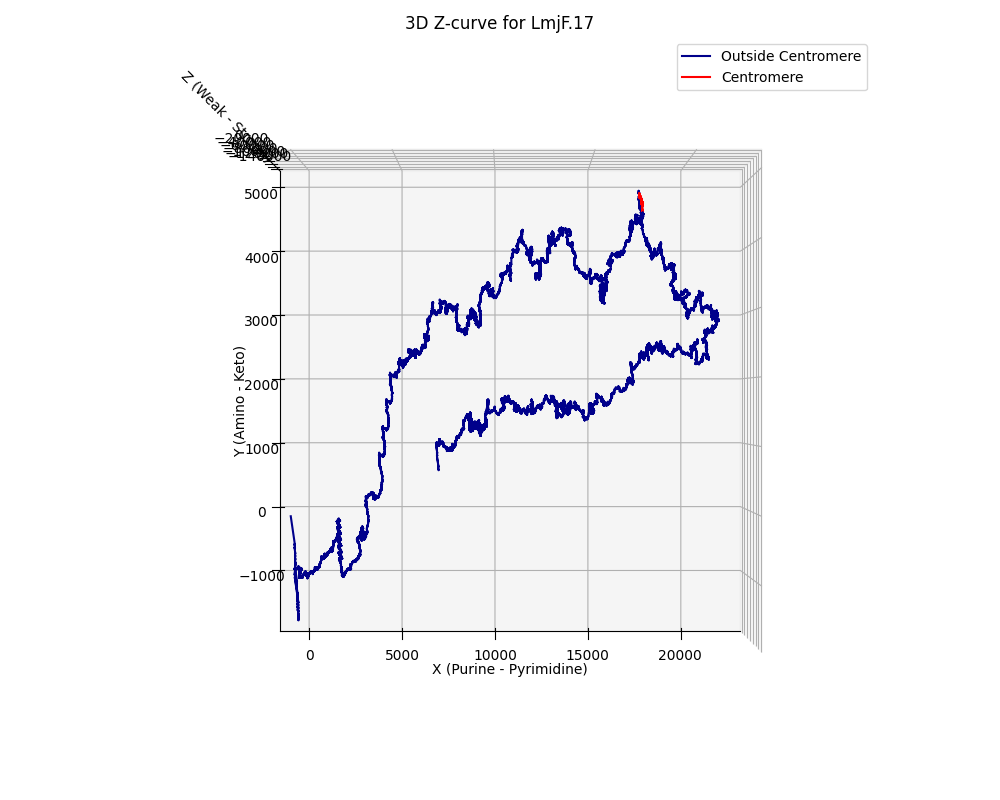 3D Z-curve for LmjF.17
Outside Centromere
Centromere
Z (Weak -
5000
4000
3000
2000
1000
0
−1000
Y (Amino - Keto)
0 5000 10000 15000 20000
X (Purine - Pyrimidine)